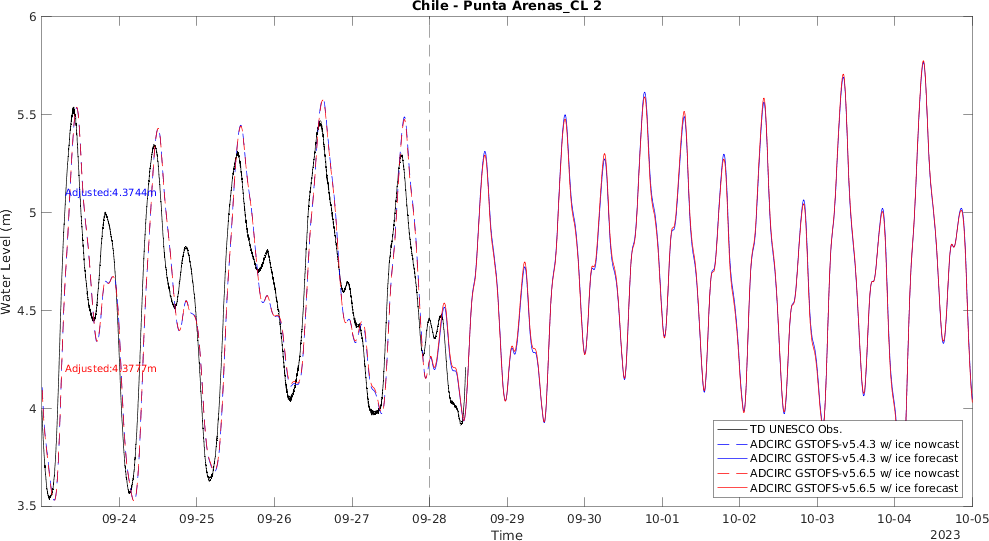 Chile - Punta Arenas_CL 2
6
5.5
5
4.5
4
3.5
Water Level (m)
Adjusted:4.3744m
Adjusted:4.3777m
TD UNESCO Obs.
ADCIRC GSTOFS-v5.4.3 w/ ice nowcast
ADCIRC GSTOFS-v5.4.3 w/ ice forecast
ADCIRC GSTOFS-v5.6.5 w/ ice nowcast
ADCIRC GSTOFS-v5.6.5 w/ ice forecast
09-24 09-25 09-26 09-27 09-28 09-29 09-30 10-01 10-02 10-03 10-04 10-05
Time
2023